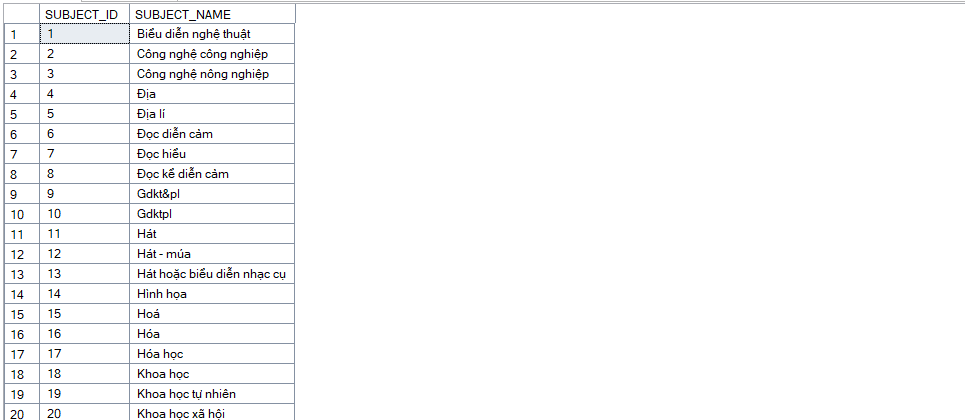 SUBJECT_ID SUBJECT_NAME
1 1 Biểu diễn nghệ thuật
2 2 Công nghệ công nghiệp
3 3 Công nghệ nông nghiệp
4 4 Địa
5 5 Địa lí
6 6 Đọc diễn cảm
7 7 Đọc hiểu
8 8 Đọc kể diễn cảm
9 9 Gdkt&pl
10 10 Gdktpl
11 11 Hát
12 12 Hát - múa
13 13 Hát hoặc biểu diễn nhạc cụ
14 14 Hình họa
15 15 Hoá
16 16 Hóa
17 17 Hóa học
18 18 Khoa học
19 19 Khoa học tự nhiên
20 20 Khoa học xã hội